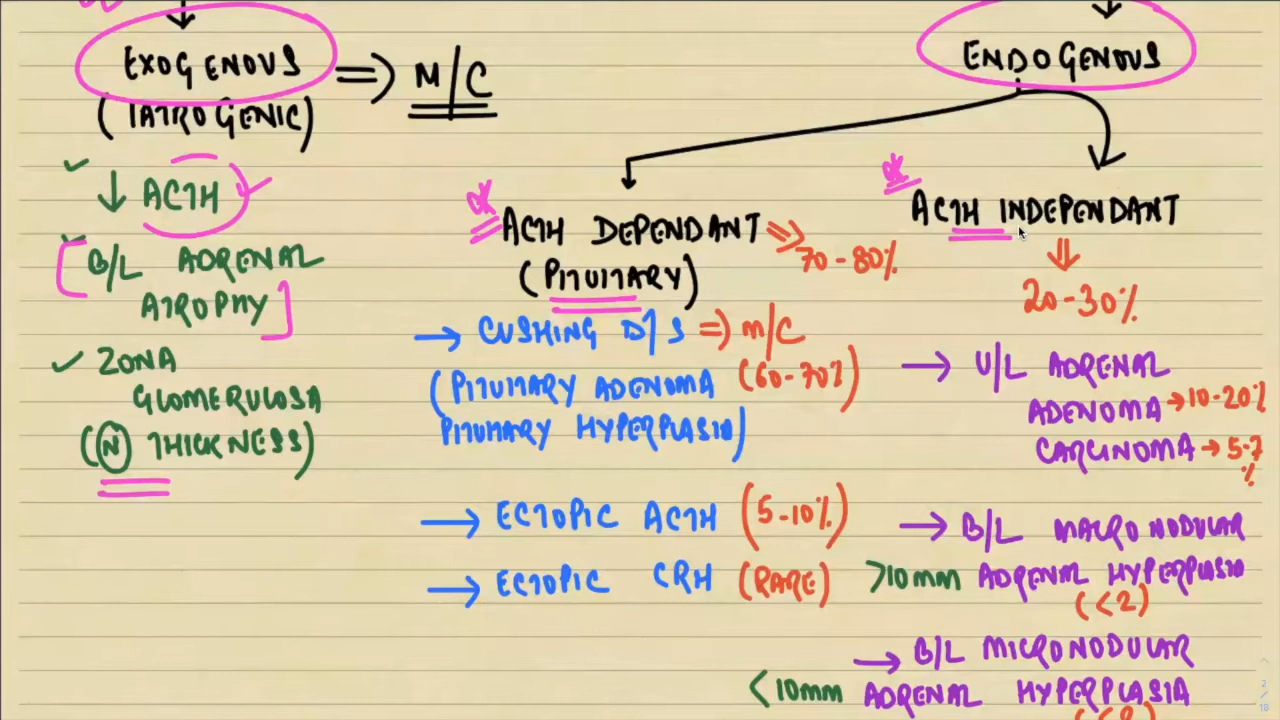 EXOGENOUS => M/C
(IATROGENIC)
↓ ACTH
B/L ADRENAL
ATROPHY
ZONA
GLOMERULOSA
(N THICKNESS)
ENDOGENOUS
ACTH DEPENDANT => 70-80%
(PITUITARY)
→ CUSHING D/S => M/C
(PITUITARY ADENOMA (60-70%)
PITUITARY HYPERPLASIA)
→ ECTOPIC ACTH (5-10%)
→ ECTOPIC CRH (RARE)
ACTH INDEPENDANT
⇓
20-30%
→ U/L ADRENAL
ADENOMA → 10-20%
CARCINOMA → 5-7
%
→ B/L MACRONODULAR
>10mm ADRENAL HYPERPLASIA
(<2)
→ B/L MICRONODULAR
<10mm ADRENAL HYPERPLASIA
2
/
18